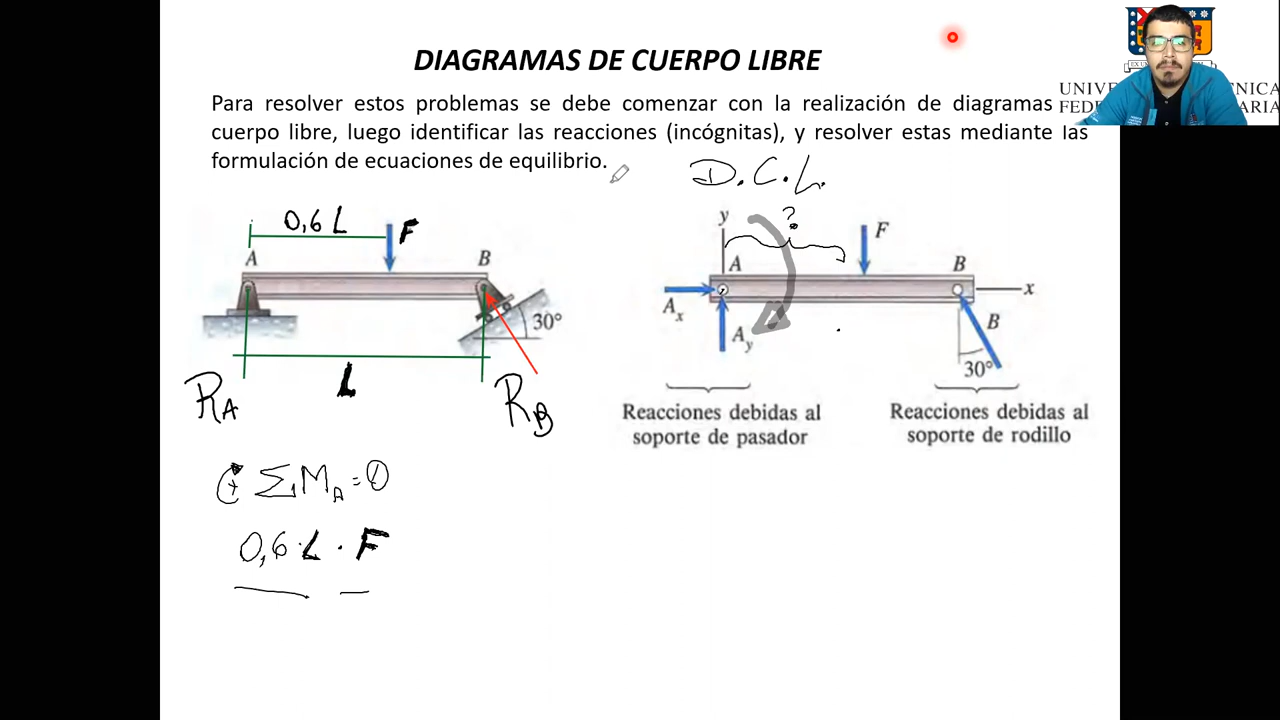 DIAGRAMAS DE CUERPO LIBRE
Para resolver estos problemas se debe comenzar con la realización de diagramas
cuerpo libre, luego identificar las reacciones (incógnitas), y resolver estas mediante las
formulación de ecuaciones de equilibrio.
D.C.L.
0,6 L
F
A
B
30°
L
RA
RB
y
?
F
A
B
x
Ax
Ay
B
30°
Reacciones debidas al
soporte de pasador
Reacciones debidas al
soporte de rodillo
+ ΣMA=0
0,6·L·F